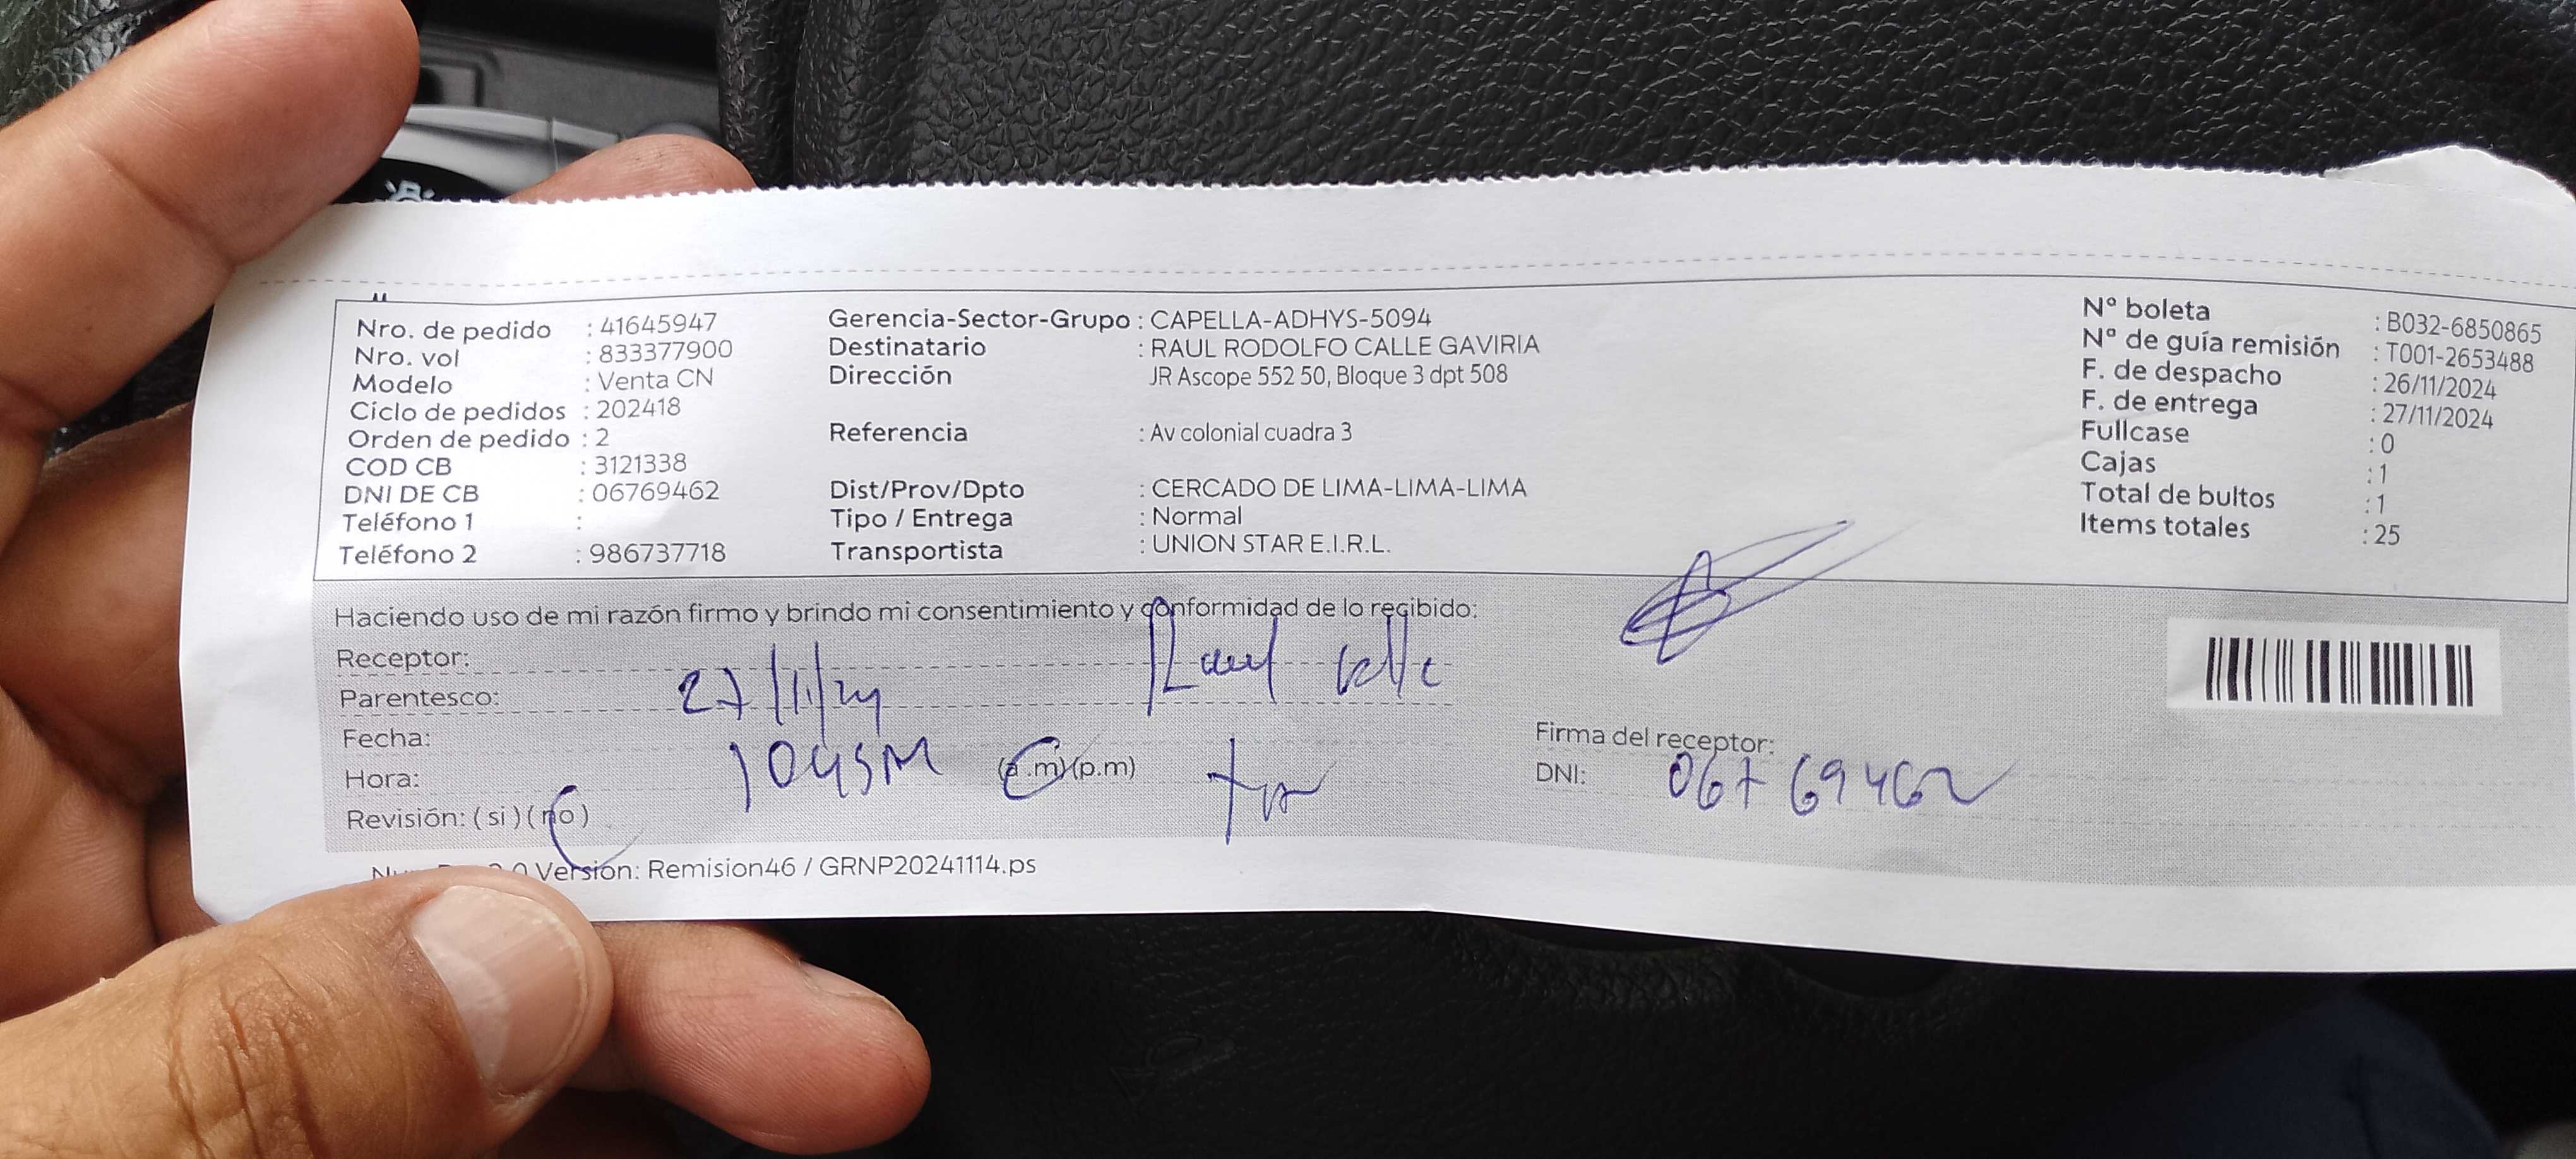 Nro. de pedido : 41645947
Nro. vol : 833377900
Modelo : Venta CN
Ciclo de pedidos : 202418
Orden de pedido : 2
COD CB : 3121338
DNI DE CB : 06769462
Teléfono 1 :
Teléfono 2 : 986737718
Gerencia-Sector-Grupo : CAPELLA-ADHYS-5094
Destinatario : RAUL RODOLFO CALLE GAVIRIA
Dirección JR Ascope 552 50, Bloque 3 dpt 508
Referencia : Av colonial cuadra 3
Dist/Prov/Dpto : CERCADO DE LIMA-LIMA-LIMA
Tipo / Entrega : Normal
Transportista : UNION STAR E.I.R.L.
Nº boleta : B032-6850865
Nº de guía remisión : T001-2653488
F. de despacho : 26/11/2024
F. de entrega : 27/11/2024
Fullcase : 0
Cajas : 1
Total de bultos : 1
Items totales : 25
Haciendo uso de mi razón firmo y brindo mi consentimiento y conformidad de lo recibido:
Receptor: Raul Calle
Parentesco: 27/11/24
Fecha:
Hora: (a.m)(p.m)
Revisión: (si)(no)
Firma del receptor:
DNI: 06769462
Version: Remision46 / GRNP20241114.ps